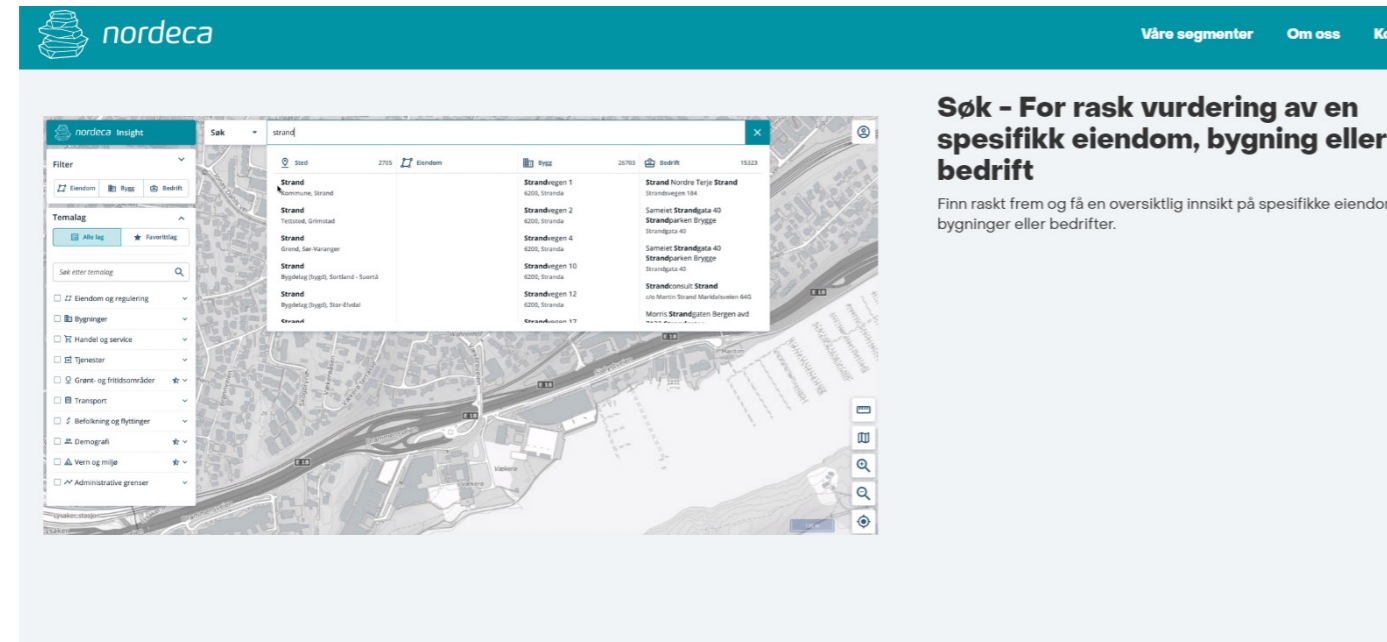 nordeca
Våre segmenter
Om oss
nordeca Insight
Søk
strand
Filter
Eiendom
Bygg
Bedrift
Temalag
Alle lag
Favorittlag
Søk etter temalag
Eiendom og regulering
Bygninger
Handel og service
Tjenester
Grønt- og fritidsområder
Transport
Befolkning og flyttinger
Demografi
Vern og miljø
Administrative grenser
Sted 2715
Strand
Kommune, Strand
Strand
Tettsted, Grimstad
Strand
Grend, Sør-Varanger
Strand
Bygdelag (bygd), Sortland - Suortá
Strand
Bygdelag (bygd), Stor-Elvdal
Strand
Eiendom
Bygg 26703
Strandvegen 1
6200, Stranda
Strandvegen 2
6200, Stranda
Strandvegen 4
6200, Stranda
Strandvegen 10
6200, Stranda
Strandvegen 12
6200, Stranda
Strandvegen 17
Bedrift 15323
Strand Nordre Terje Strand
Strandsvegen 184
Sameiet Strandgata 40
Strandparken Brygge
Strandgata 40
Sameiet Strandgata 40
Strandparken Brygge
Strandgata 40
Strandconsult Strand
c/o Martin Strand Maridalsveien 64G
Morris Strandgaten Bergen avd
E 18
E 18
E 18
E 18
E 18
Søk – For rask vurdering av en
spesifikk eiendom, bygning eller
bedrift
Finn raskt frem og få en oversiktlig innsikt på spesifikke eiendom
bygninger eller bedrifter.